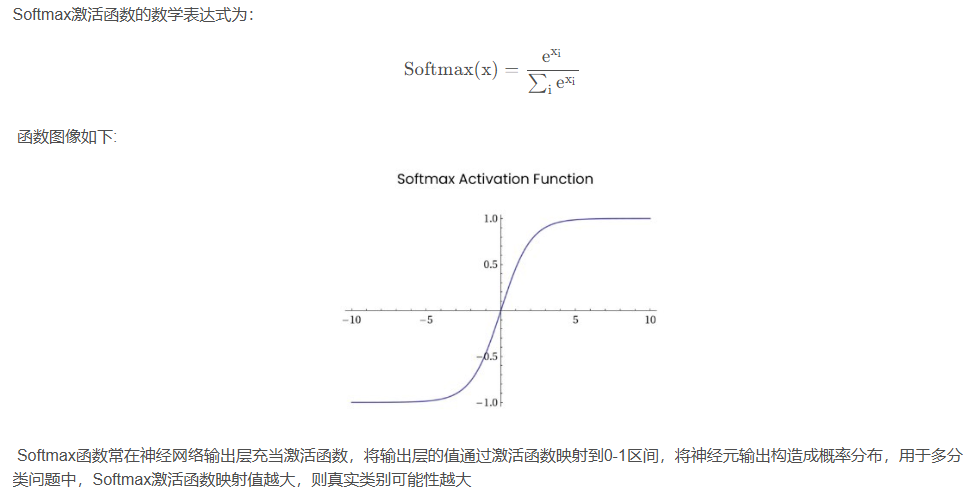 Softmax激活函数的数学表达式为：
Softmax(x) = e^{x_i} / ∑_i e^{x_i}
函数图像如下:
Softmax Activation Function
1.0
0.5
-10 -5 5 10
-0.5
-1.0
Softmax函数常在神经网络输出层充当激活函数，将输出层的值通过激活函数映射到0-1区间，将神经元输出构造成概率分布，用于多分
类问题中，Softmax激活函数映射值越大，则真实类别可能性越大